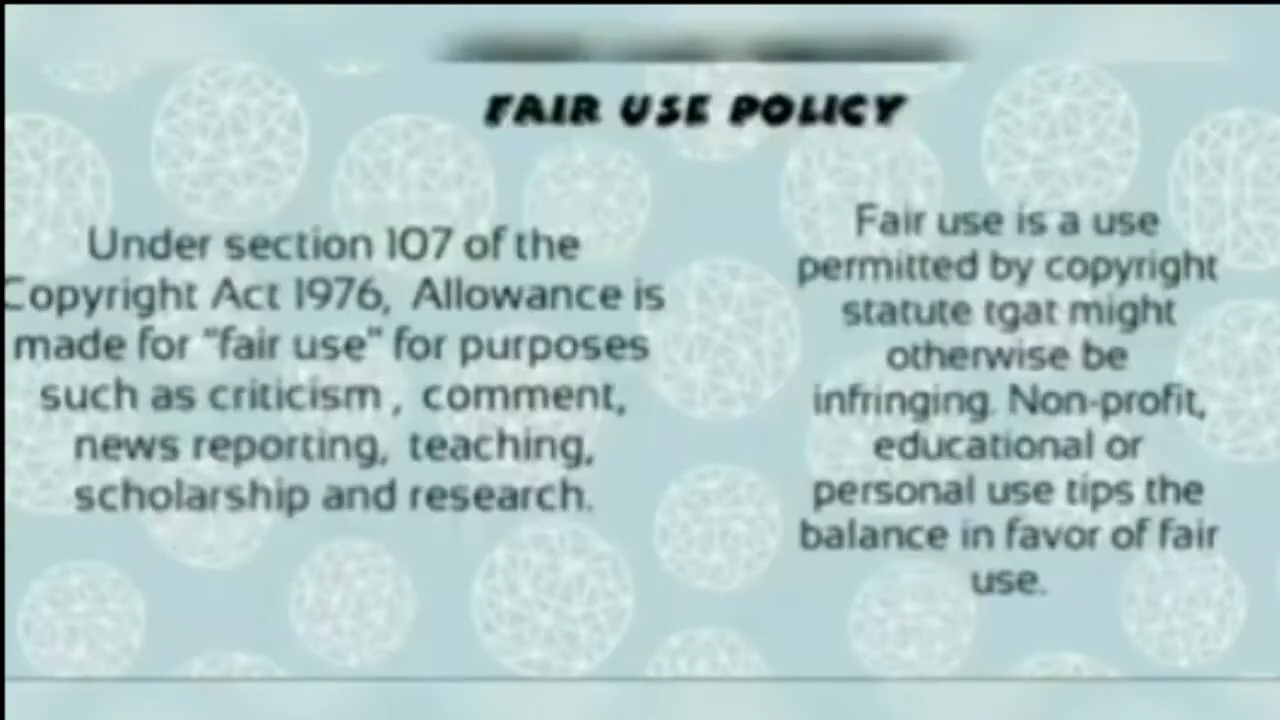 FAIR USE POLICY
Under section 107 of the
Copyright Act 1976, Allowance is
made for "fair use" for purposes
such as criticism , comment,
news reporting, teaching,
scholarship and research.
Fair use is a use
permitted by copyright
statute tgat might
otherwise be
infringing. Non-profit,
educational or
personal use tips the
balance in favor of fair
use.